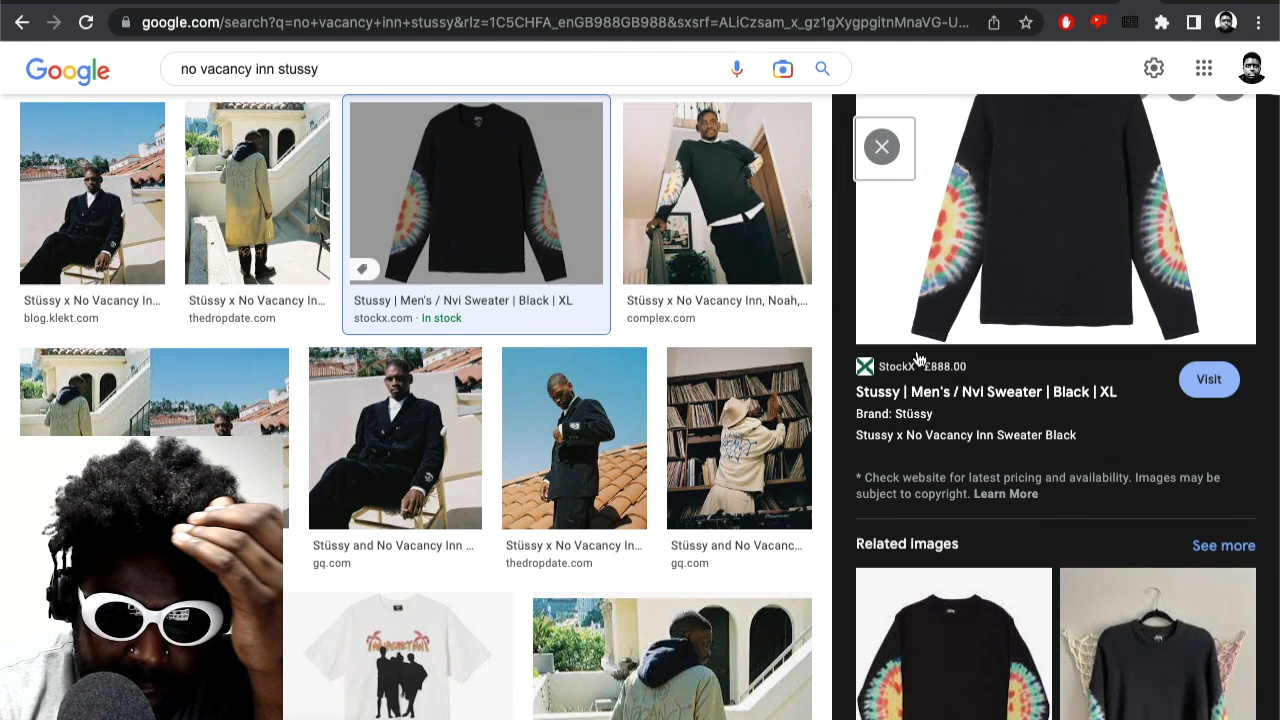 google.com/search?q=no+vacancy+inn+stussy&rlz=1C5CHFA_enGB988GB988&sxsrf=ALiCzsam_x_gz1gXygpgitnMnaVG-U...
Google
no vacancy inn stussy
Stüssy x No Vacancy In...
blog.klekt.com
Stüssy x No Vacancy In...
thedropdate.com
Stussy | Men's / Nvi Sweater | Black | XL
stockx.com · In stock
Stüssy x No Vacancy Inn, Noah,...
complex.com
Stüssy and No Vacancy Inn ...
gq.com
Stüssy x No Vacancy In...
thedropdate.com
Stüssy and No Vacanc...
gq.com
StockX £888.00
Stussy | Men's / Nvi Sweater | Black | XL
Visit
Brand: Stüssy
Stussy x No Vacancy Inn Sweater Black
* Check website for latest pricing and availability. Images may be
subject to copyright. Learn More
Related images
See more